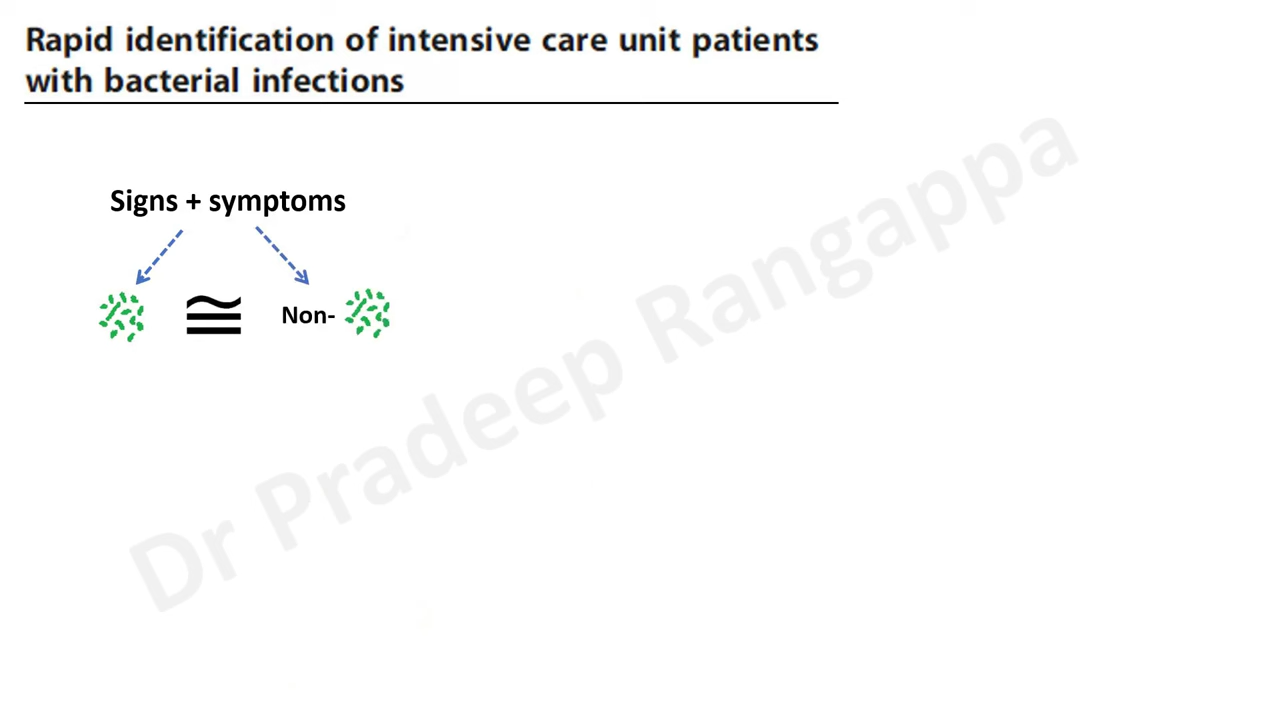 Rapid identification of intensive care unit patients
with bacterial infections
Signs + symptoms
≅ Non-
Dr Pradeep Rangappa